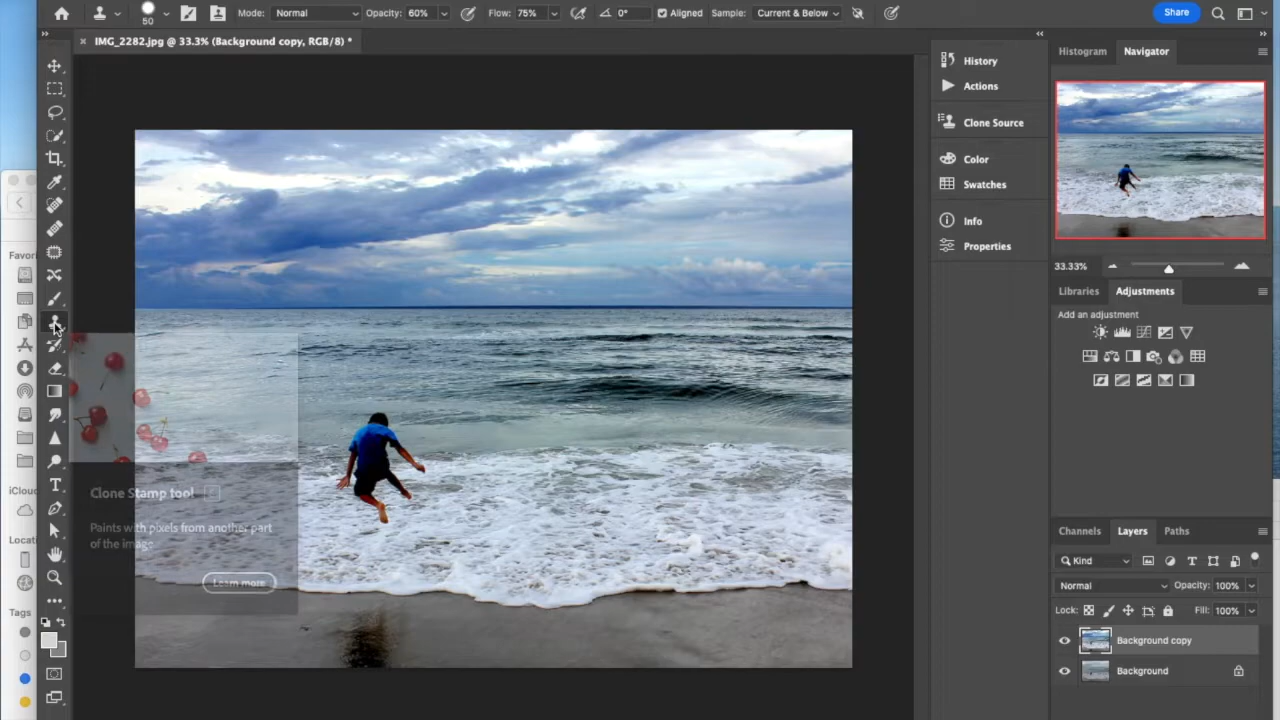 Mode: Normal Opacity: 60% Flow: 75% 0° Aligned Sample: Current & Below Share
50
× IMG_2282.jpg @ 33.3% (Background copy, RGB/8) *
Histogram Navigator
History
Actions
Clone Source
Color
Swatches
Info
Properties
33.33%
Libraries Adjustments
Add an adjustment
Favori
iCloud
Locati
Tags
T
Clone Stamp tool
Paints with pixels from another part
of the image
Learn more
Channels Layers Paths
Kind
Normal Opacity: 100%
Lock: Fill: 100%
Background copy
Background